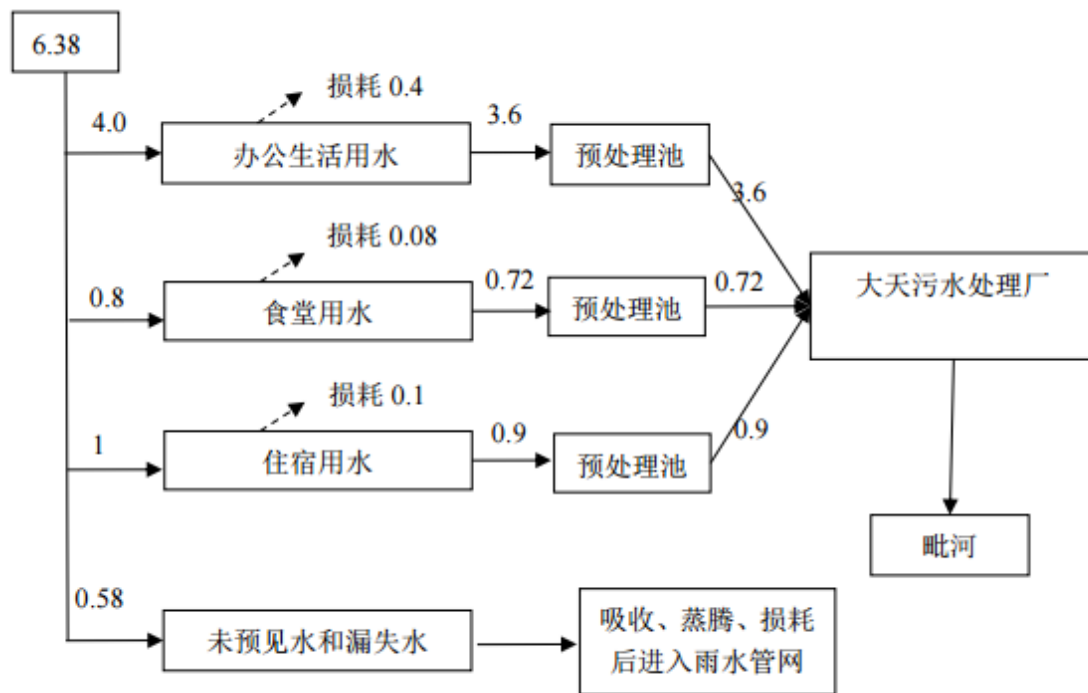 6.38
损耗 0.4
4.0
办公生活用水
3.6
预处理池
3.6
损耗 0.08
0.8
食堂用水
0.72
预处理池
0.72
大天污水处理厂
损耗 0.1
1
住宿用水
0.9
预处理池
0.9
毗河
0.58
未预见水和漏失水
吸收、蒸腾、损耗
后进入雨水管网